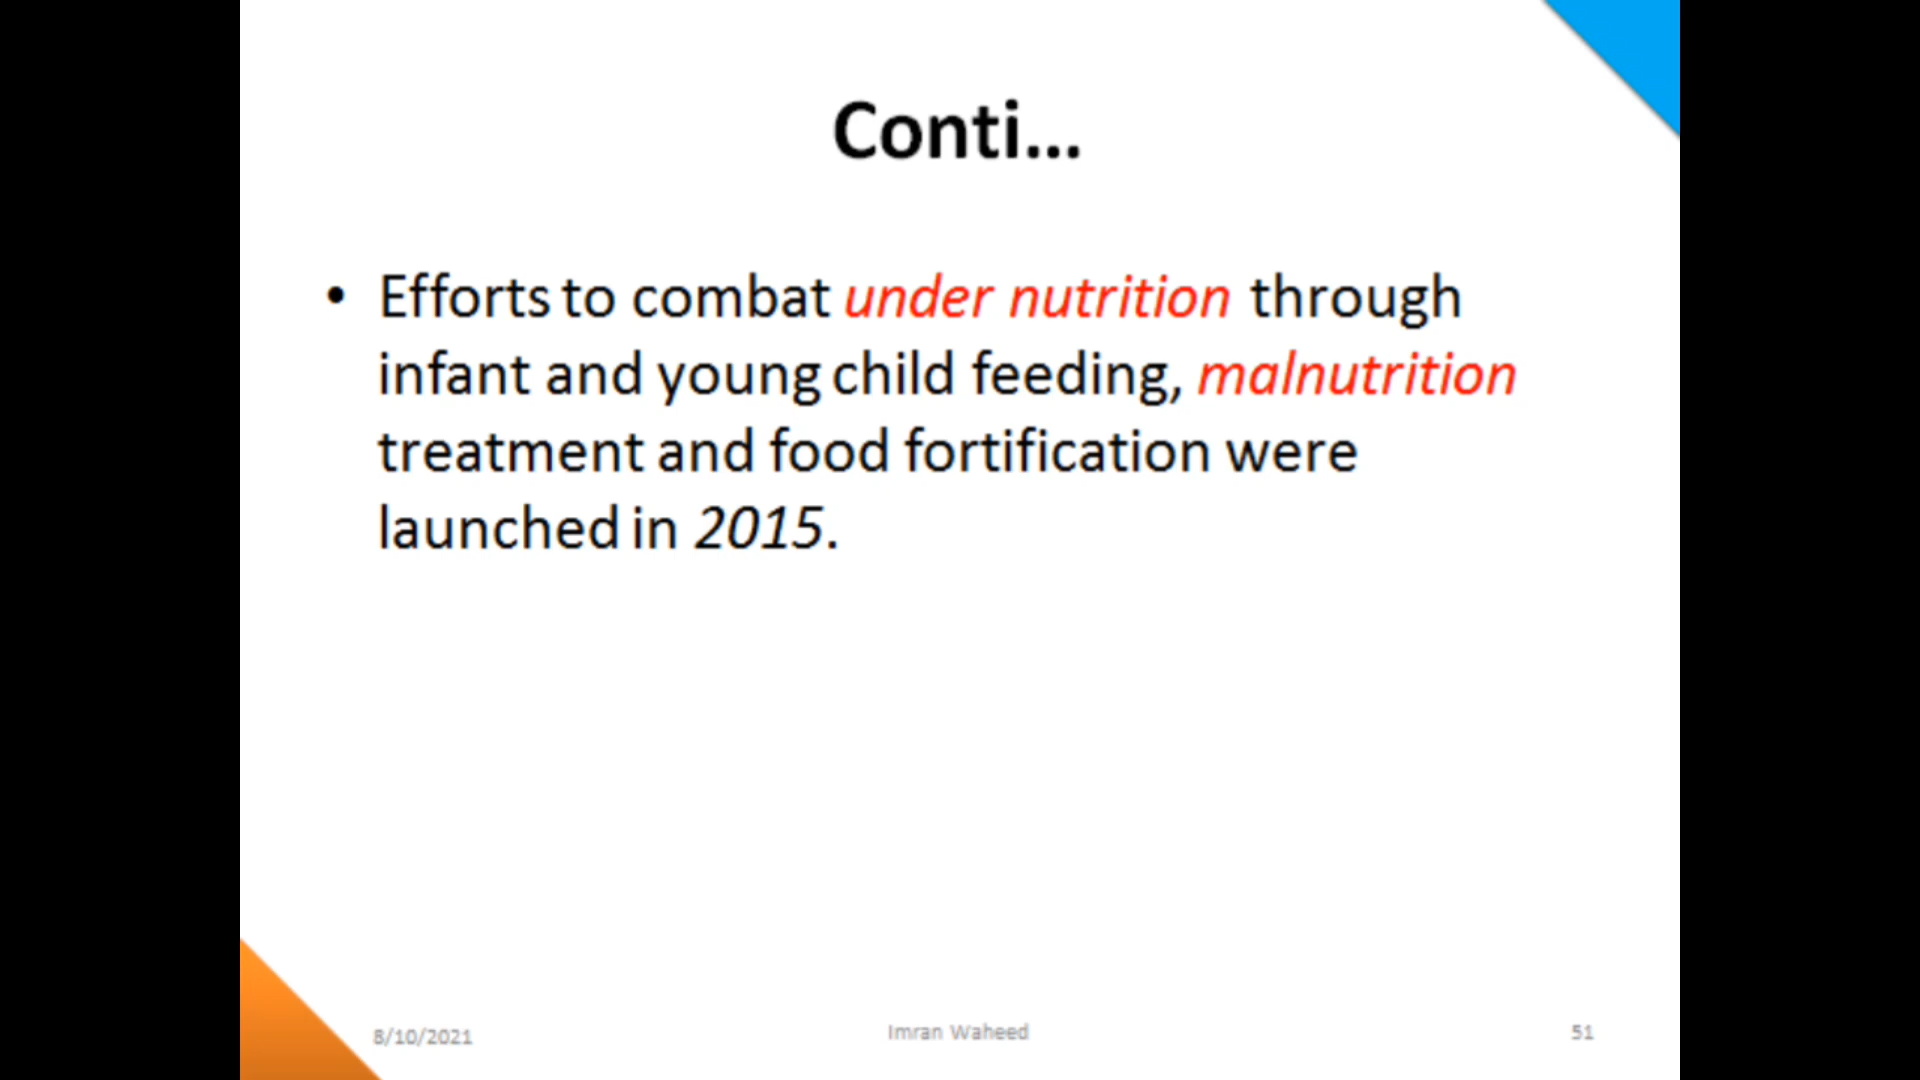 Conti...
• Efforts to combat under nutrition through
infant and young child feeding, malnutrition
treatment and food fortification were
launched in 2015.
8/10/2021
Imran Waheed
51